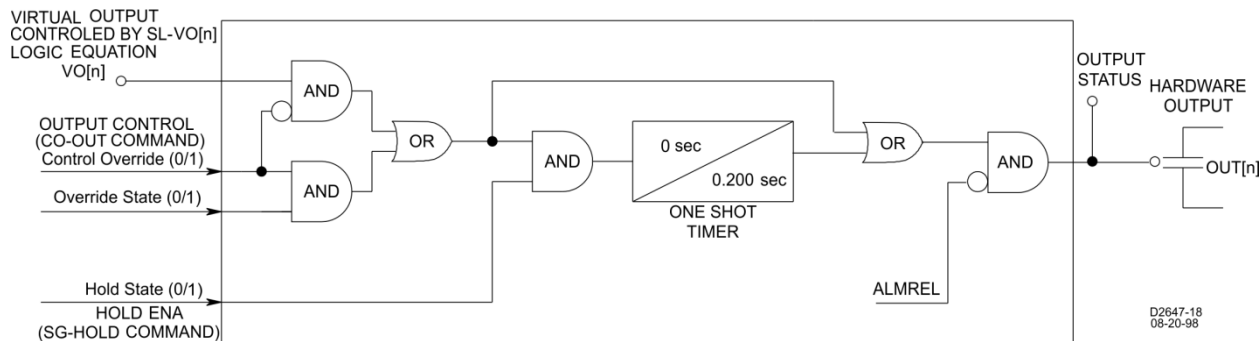 VIRTUAL OUTPUT
CONTROLED BY SL-VO[n]
LOGIC EQUATION
VO[n]
OUTPUT CONTROL
(CO-OUT COMMAND)
Control Override (0/1)
Override State (0/1)
Hold State (0/1)
HOLD ENA
(SG-HOLD COMMAND)
AND
AND
OR
AND
0 sec
0.200 sec
ONE SHOT
TIMER
OR
AND
ALMREL
OUTPUT
STATUS
HARDWARE
OUTPUT
OUT[n]
D2647-18
08-20-98